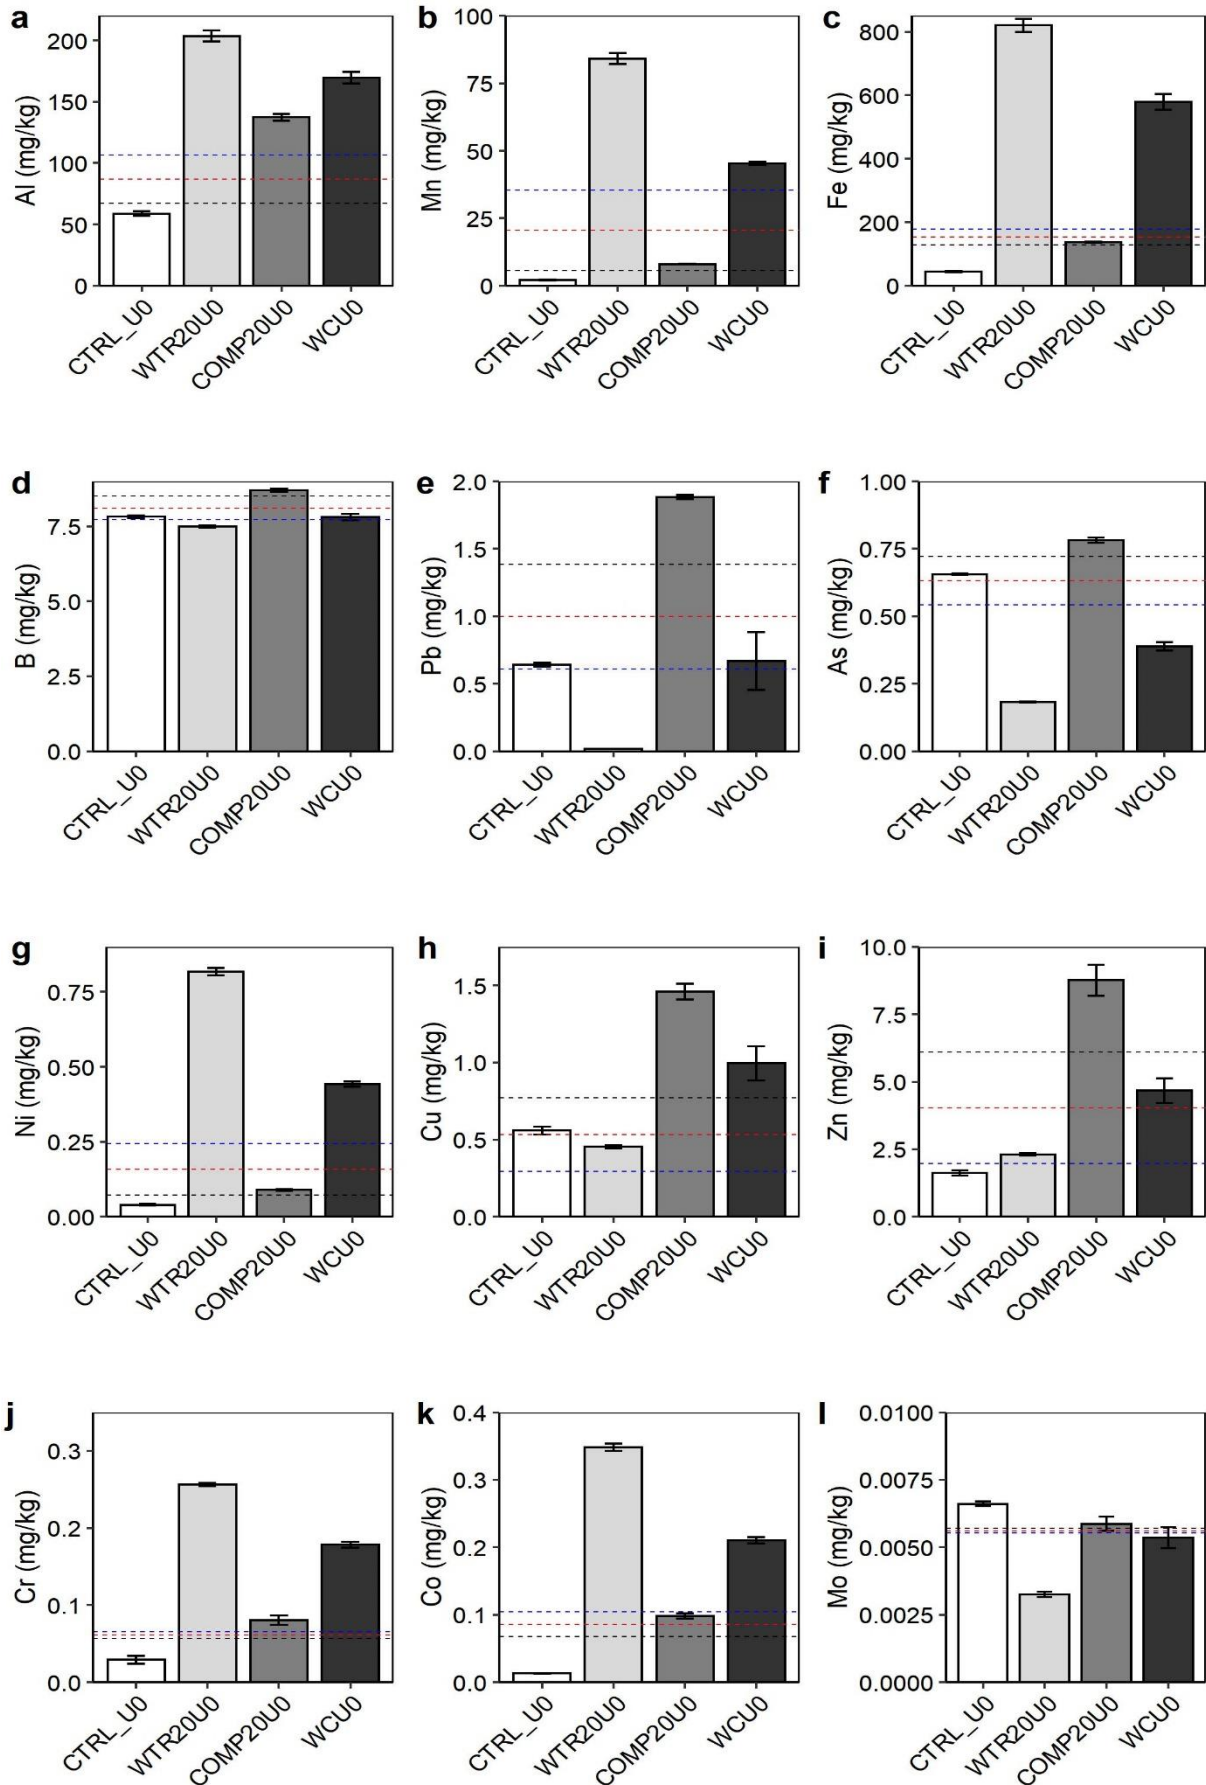 a
Al (mg/kg)
200
150
100
50
0
CTRL_U0
WTR20U0
COMP20U0
WCU0
b
Mn (mg/kg)
100
75
50
25
0
CTRL_U0
WTR20U0
COMP20U0
WCU0
c
Fe (mg/kg)
800
600
400
200
0
CTRL_U0
WTR20U0
COMP20U0
WCU0
d
B (mg/kg)
7.5
5.0
2.5
0.0
CTRL_U0
WTR20U0
COMP20U0
WCU0
e
Pb (mg/kg)
2.0
1.5
1.0
0.5
0.0
CTRL_U0
WTR20U0
COMP20U0
WCU0
f
As (mg/kg)
1.00
0.75
0.50
0.25
0.00
CTRL_U0
WTR20U0
COMP20U0
WCU0
g
Ni (mg/kg)
0.75
0.50
0.25
0.00
CTRL_U0
WTR20U0
COMP20U0
WCU0
h
Cu (mg/kg)
1.5
1.0
0.5
0.0
CTRL_U0
WTR20U0
COMP20U0
WCU0
i
Zn (mg/kg)
10.0
7.5
5.0
2.5
0.0
CTRL_U0
WTR20U0
COMP20U0
WCU0
j
Cr (mg/kg)
0.3
0.2
0.1
0.0
CTRL_U0
WTR20U0
COMP20U0
WCU0
k
Co (mg/kg)
0.4
0.3
0.2
0.1
0.0
CTRL_U0
WTR20U0
COMP20U0
WCU0
l
Mo (mg/kg)
0.0100
0.0075
0.0050
0.0025
0.0000
CTRL_U0
WTR20U0
COMP20U0
WCU0